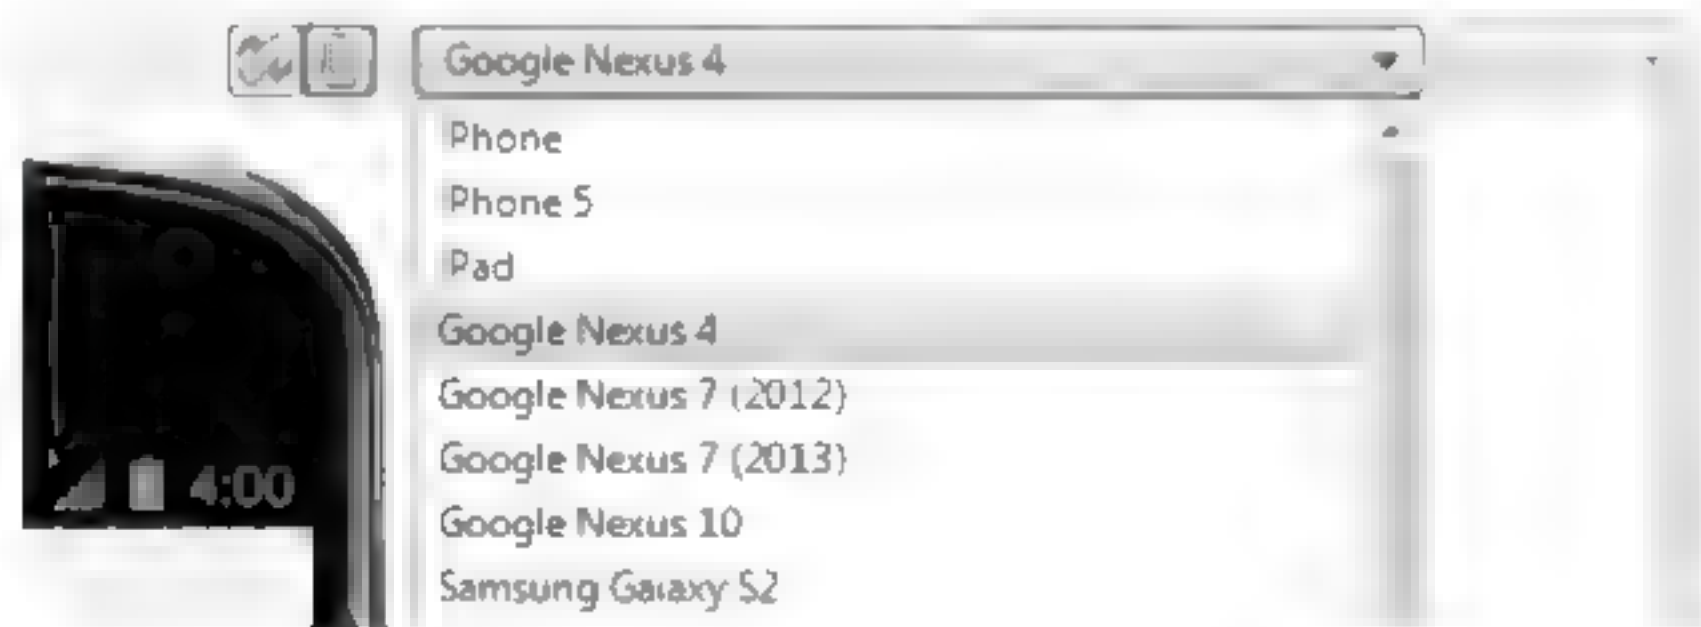 Google Nexus 4
Phone
Phone 5
Pad
Google Nexus 4
Google Nexus 7 (2012)
Google Nexus 7 (2013)
Google Nexus 10
Samsung Galaxy S2
4:00